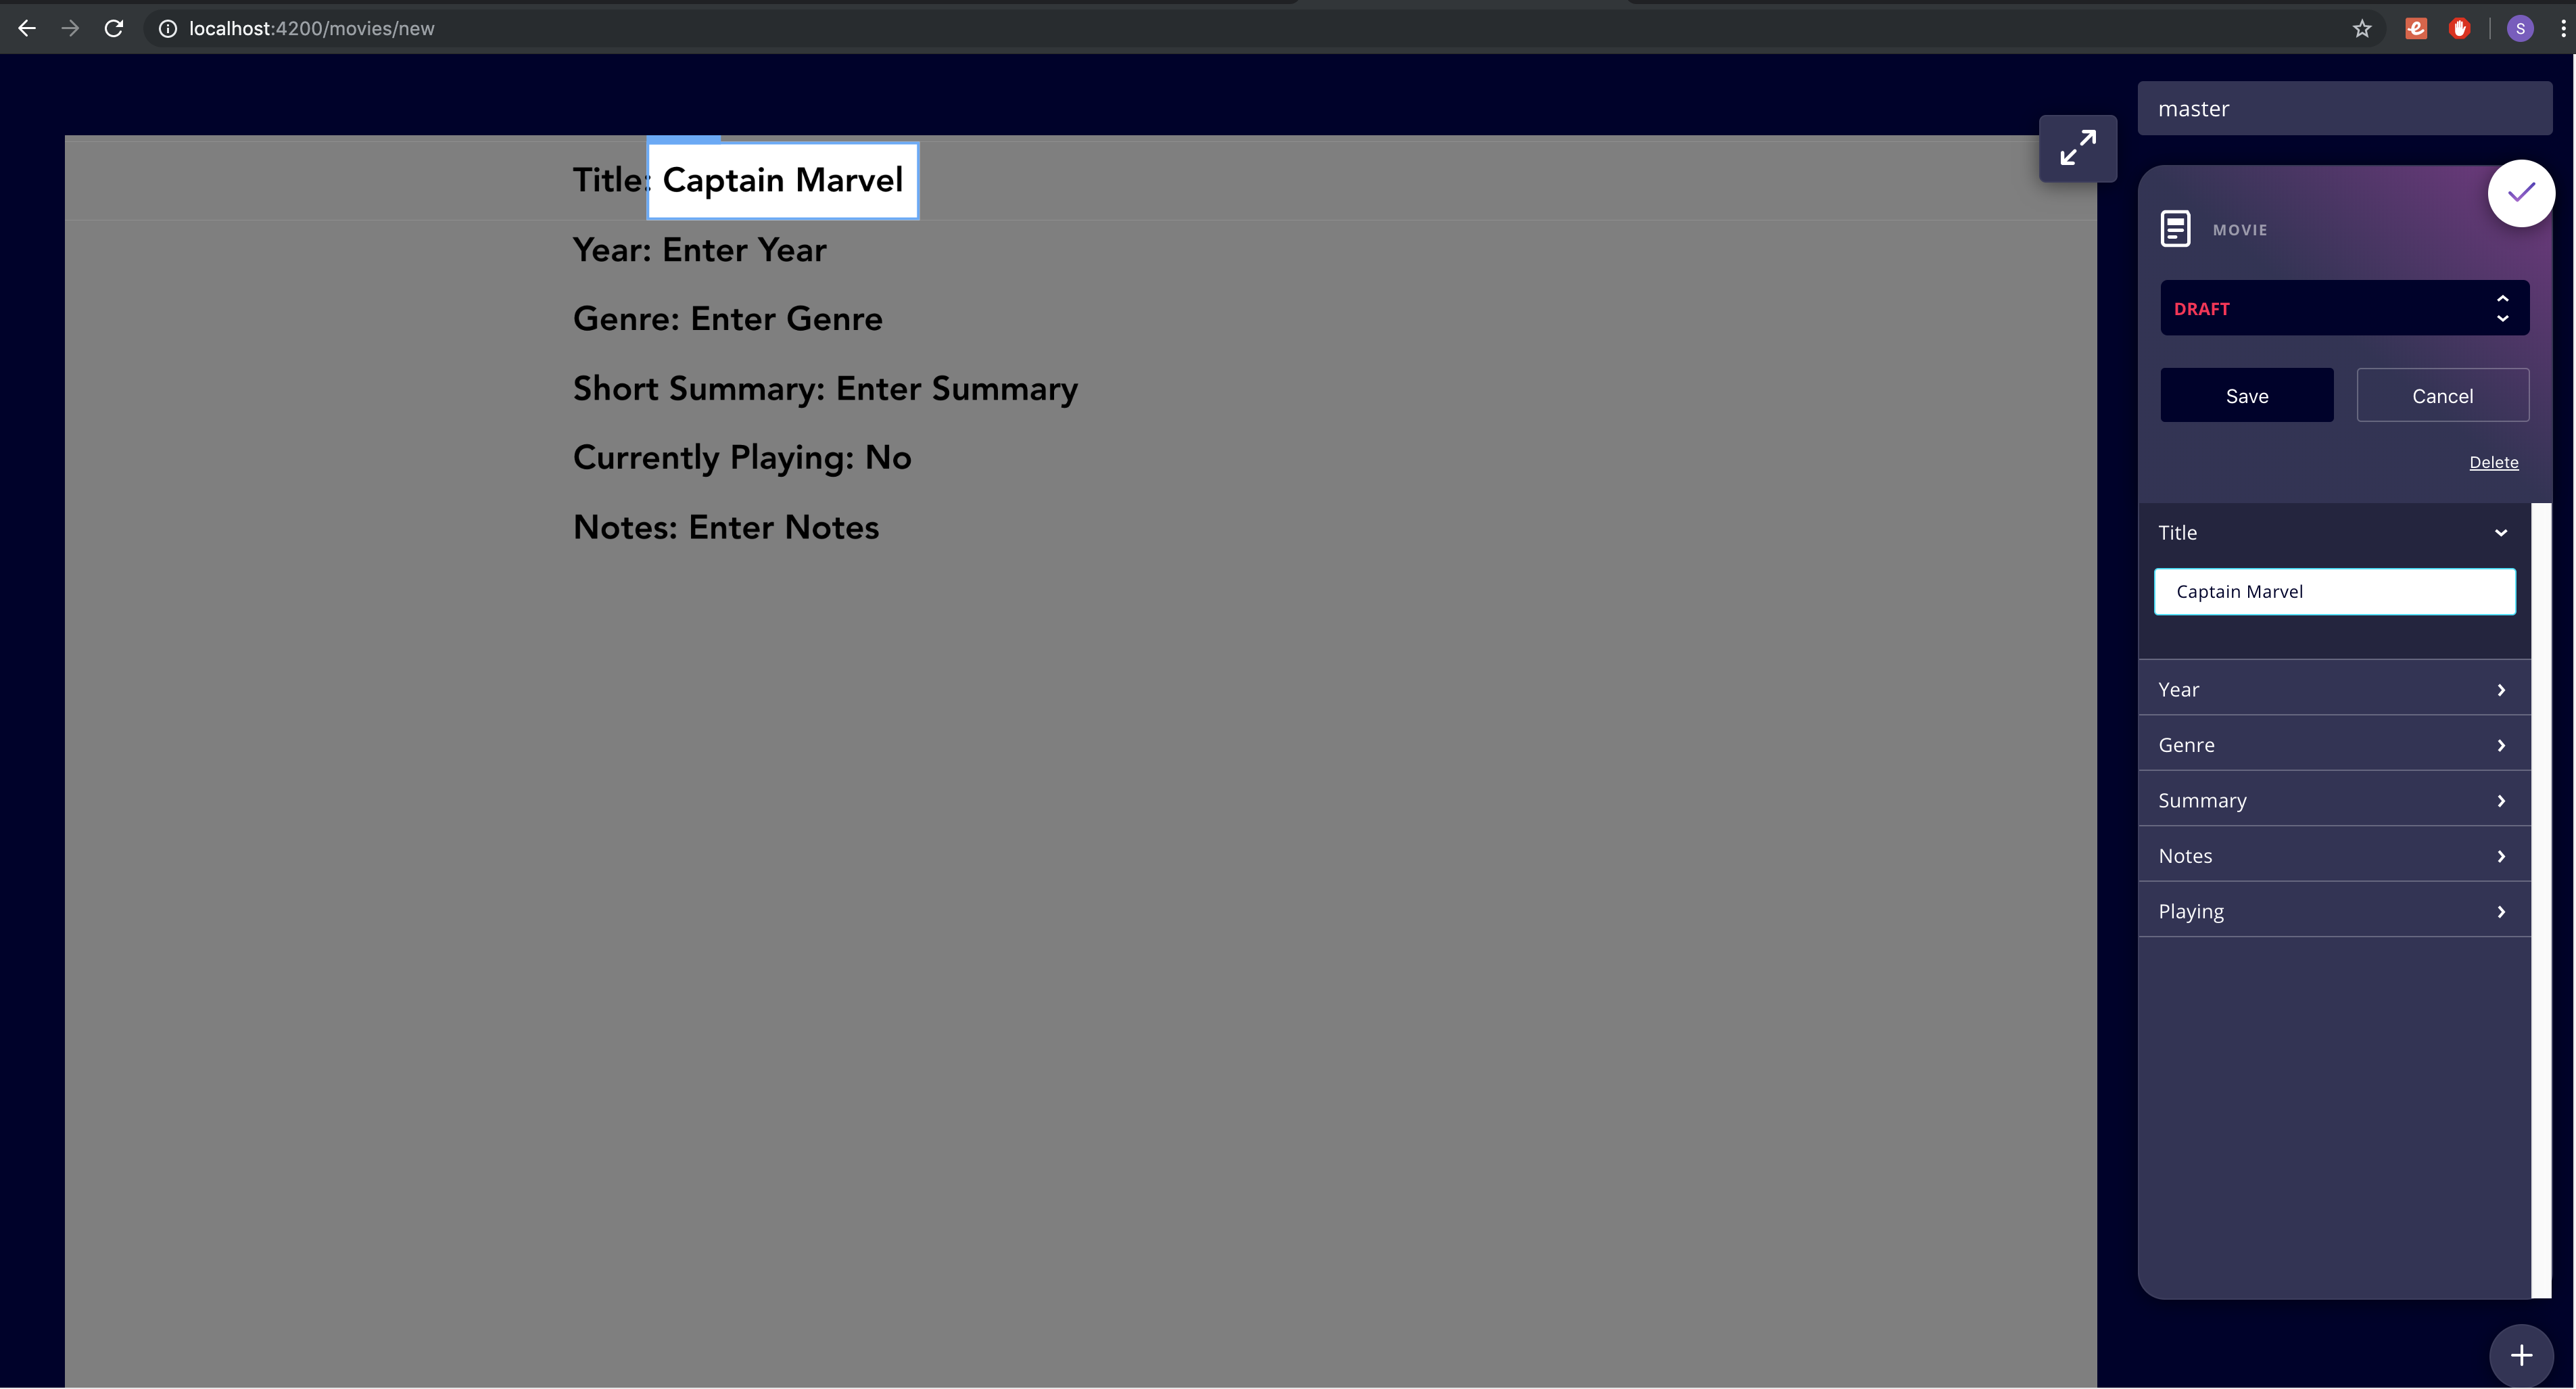 localhost:4200/movies/new
S
master
Title: Captain Marvel
Year: Enter Year
Genre: Enter Genre
Short Summary: Enter Summary
Currently Playing: No
Notes: Enter Notes
MOVIE
DRAFT
Save Cancel
Delete
Title
Captain Marvel
Year
Genre
Summary
Notes
Playing